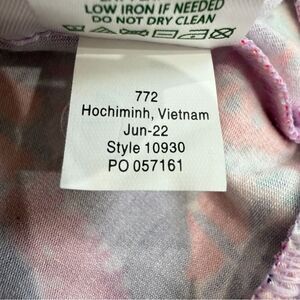 LOW IRON IF NEEDED
DO NOT DRY CLEAN
772
Hochiminh, Vietnam
Jun-22
Style 10930
PO 057161